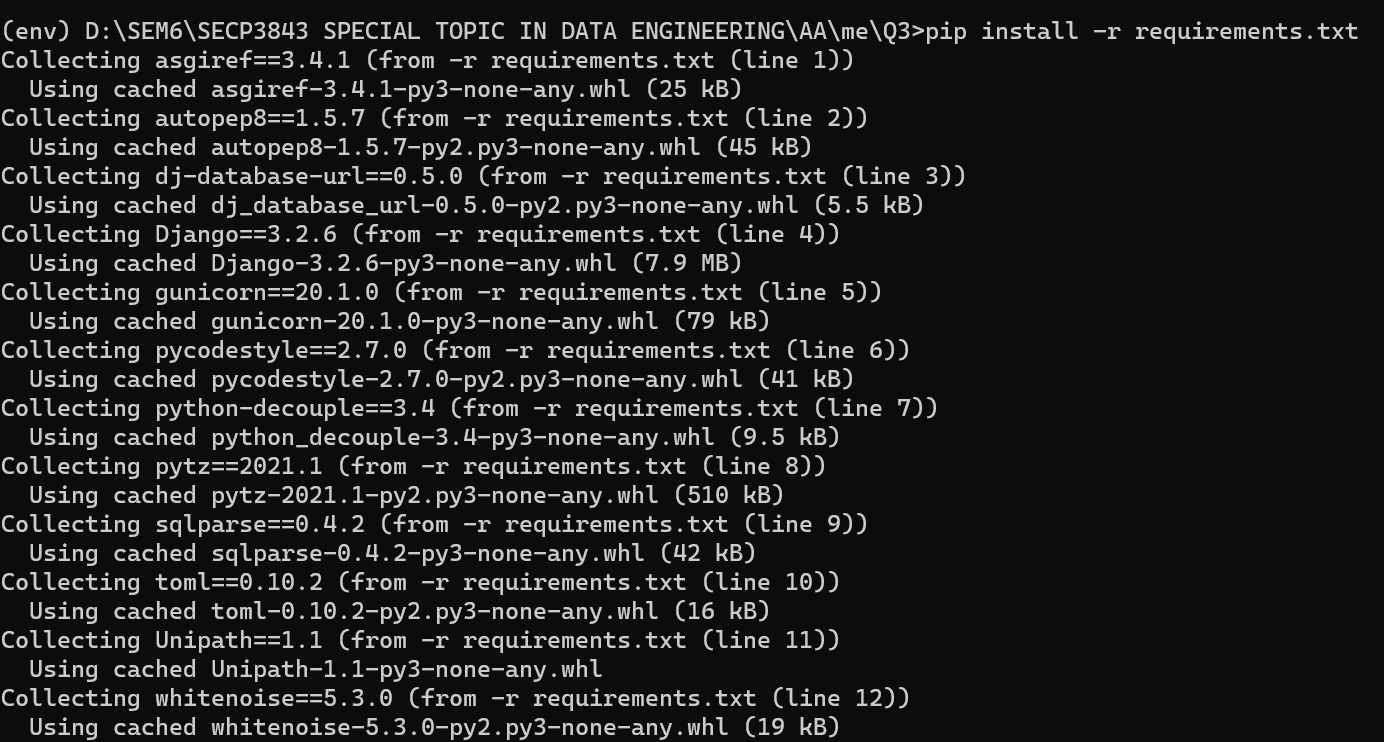 (env) D:\SEM6\SECP3843 SPECIAL TOPIC IN DATA ENGINEERING\AA\me\Q3>pip install -r requirements.txt
Collecting asgiref==3.4.1 (from -r requirements.txt (line 1))
  Using cached asgiref-3.4.1-py3-none-any.whl (25 kB)
Collecting autopep8==1.5.7 (from -r requirements.txt (line 2))
  Using cached autopep8-1.5.7-py2.py3-none-any.whl (45 kB)
Collecting dj-database-url==0.5.0 (from -r requirements.txt (line 3))
  Using cached dj_database_url-0.5.0-py2.py3-none-any.whl (5.5 kB)
Collecting Django==3.2.6 (from -r requirements.txt (line 4))
  Using cached Django-3.2.6-py3-none-any.whl (7.9 MB)
Collecting gunicorn==20.1.0 (from -r requirements.txt (line 5))
  Using cached gunicorn-20.1.0-py3-none-any.whl (79 kB)
Collecting pycodestyle==2.7.0 (from -r requirements.txt (line 6))
  Using cached pycodestyle-2.7.0-py2.py3-none-any.whl (41 kB)
Collecting python-decouple==3.4 (from -r requirements.txt (line 7))
  Using cached python_decouple-3.4-py3-none-any.whl (9.5 kB)
Collecting pytz==2021.1 (from -r requirements.txt (line 8))
  Using cached pytz-2021.1-py2.py3-none-any.whl (510 kB)
Collecting sqlparse==0.4.2 (from -r requirements.txt (line 9))
  Using cached sqlparse-0.4.2-py3-none-any.whl (42 kB)
Collecting toml==0.10.2 (from -r requirements.txt (line 10))
  Using cached toml-0.10.2-py2.py3-none-any.whl (16 kB)
Collecting Unipath==1.1 (from -r requirements.txt (line 11))
  Using cached Unipath-1.1-py3-none-any.whl
Collecting whitenoise==5.3.0 (from -r requirements.txt (line 12))
  Using cached whitenoise-5.3.0-py2.py3-none-any.whl (19 kB)